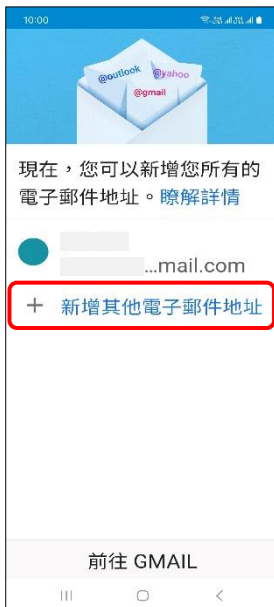 10:00
@outlook @yahoo
@gmail
現在，您可以新增您所有的
電子郵件地址。瞭解詳情
...mail.com
+ 新增其他電子郵件地址
前往 GMAIL